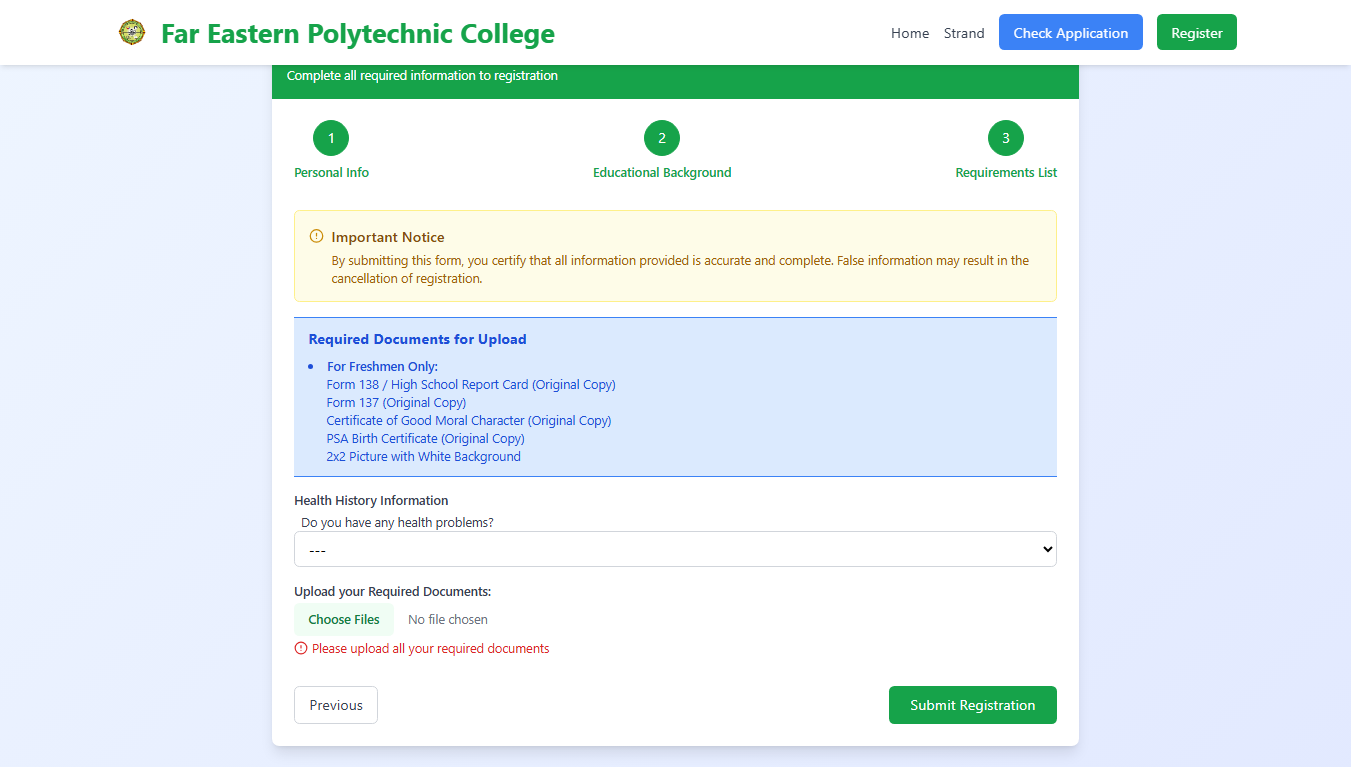 Far Eastern Polytechnic College
Home Strand Check Application Register
Complete all required information to registration
1 2 3
Personal Info Educational Background Requirements List
Important Notice
By submitting this form, you certify that all information provided is accurate and complete. False information may result in the
cancellation of registration.
Required Documents for Upload
• For Freshmen Only:
Form 138 / High School Report Card (Original Copy)
Form 137 (Original Copy)
Certificate of Good Moral Character (Original Copy)
PSA Birth Certificate (Original Copy)
2x2 Picture with White Background
Health History Information
Do you have any health problems?
---
Upload your Required Documents:
Choose Files No file chosen
Please upload all your required documents
Previous Submit Registration